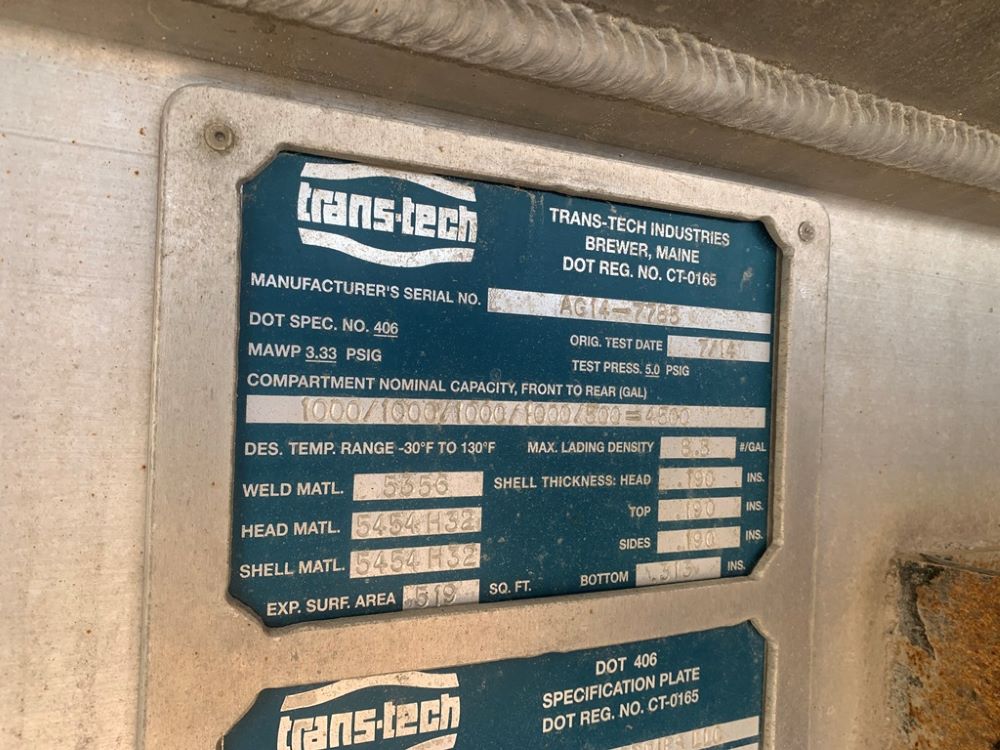 trans-tech
TRANS-TECH INDUSTRIES
BREWER, MAINE
DOT REG. NO. CT-0165
MANUFACTURER'S SERIAL NO. AG14-7785
DOT SPEC. NO. 406
ORIG. TEST DATE 7/14
MAWP 3.33 PSIG
TEST PRESS. 5.0 PSIG
COMPARTMENT NOMINAL CAPACITY, FRONT TO REAR (GAL)
1000/1000/1000/1000/500=4500
DES. TEMP. RANGE -30°F TO 130°F MAX. LADING DENSITY 8.8 #/GAL
WELD MATL. 5356 SHELL THICKNESS: HEAD .190 INS.
HEAD MATL. 5454 H32 TOP .190 INS.
SHELL MATL. 5454 H32 SIDES .190 INS.
EXP. SURF. AREA 519 SQ. FT. BOTTOM .313 INS.
trans-tech
DOT 406
SPECIFICATION PLATE
DOT REG. NO. CT-0165
LLC